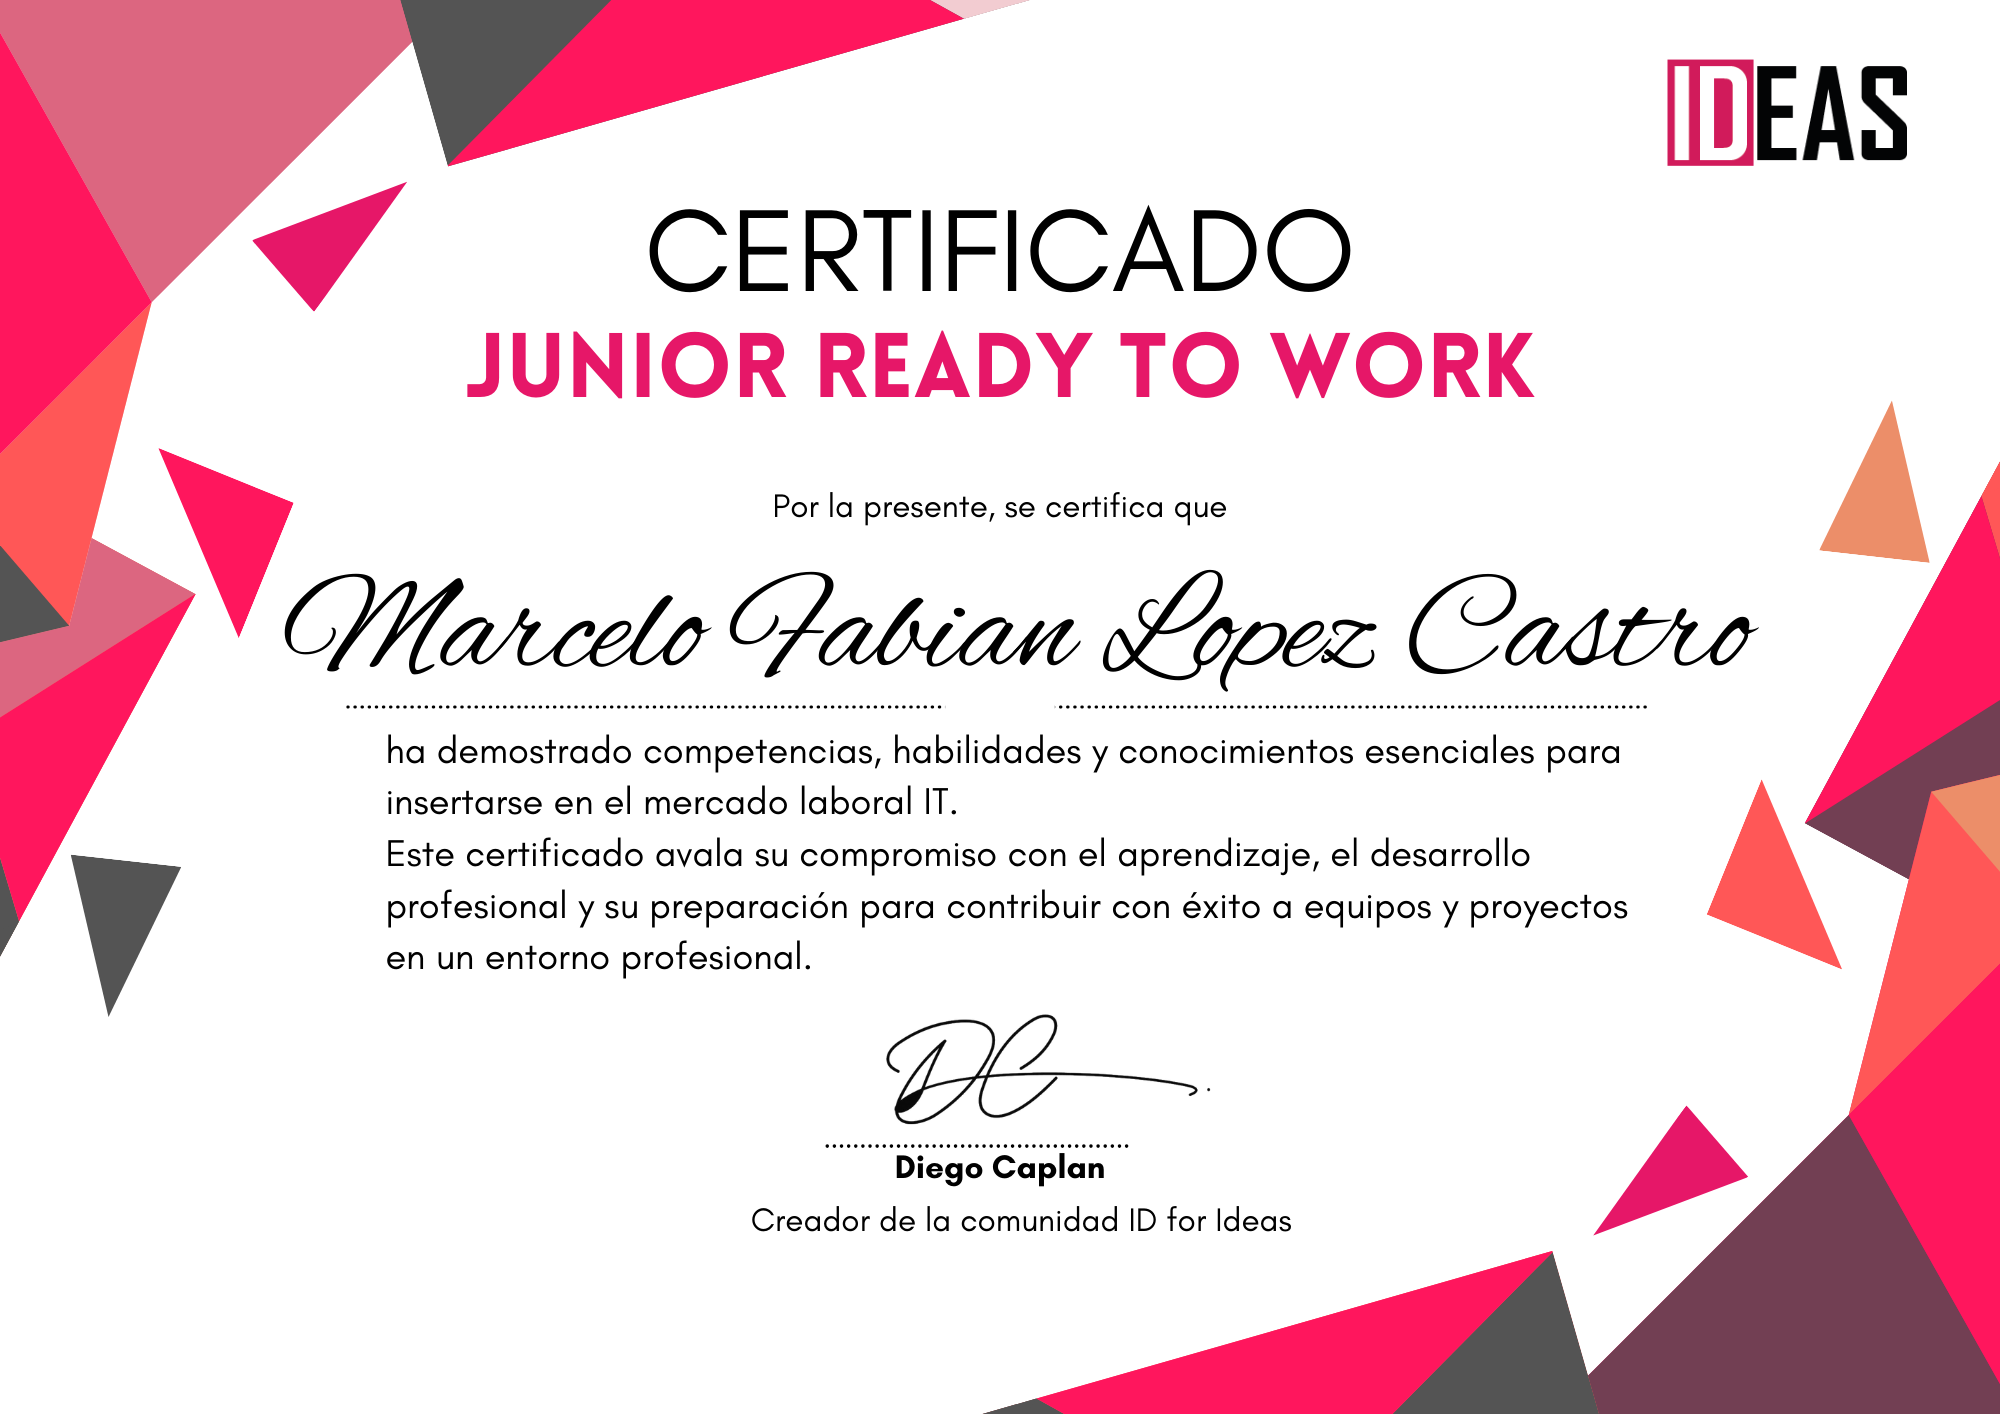 IDEAS
CERTIFICADO
JUNIOR READY TO WORK
Por la presente, se certifica que
Marcelo Fabian Lopez Castro
ha demostrado competencias, habilidades y conocimientos esenciales para
insertarse en el mercado laboral IT.
Este certificado avala su compromiso con el aprendizaje, el desarrollo
profesional y su preparación para contribuir con éxito a equipos y proyectos
en un entorno profesional.
DC
Diego Caplan
Creador de la comunidad ID for Ideas